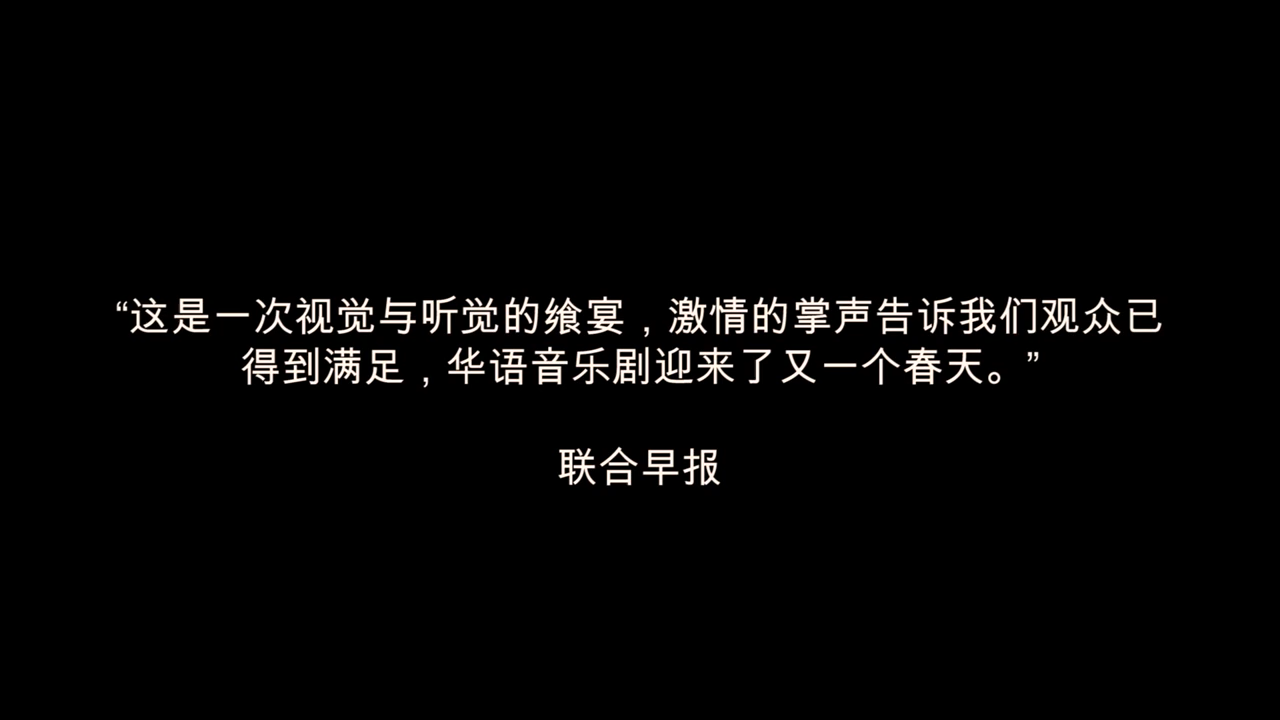 “这是一次视觉与听觉的飨宴，激情的掌声告诉我们观众已
得到满足，华语音乐剧迎来了又一个春天。”
联合早报